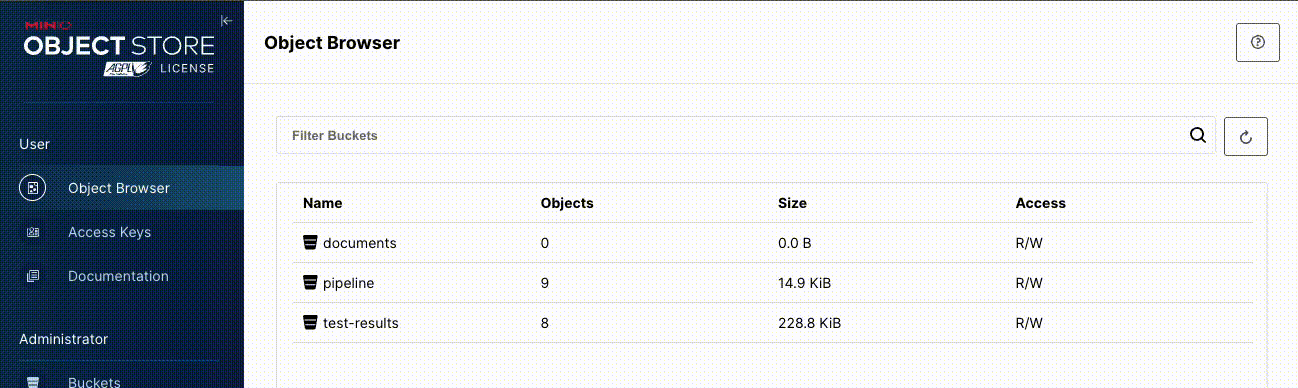 MINIO
OBJECT STORE
AGPL LICENSE
User
Object Browser
Access Keys
Documentation
Administrator
Buckets
Object Browser
Filter Buckets
Name Objects Size Access
documents 0 0.0 B R/W
pipeline 9 14.9 KiB R/W
test-results 8 228.8 KiB R/W